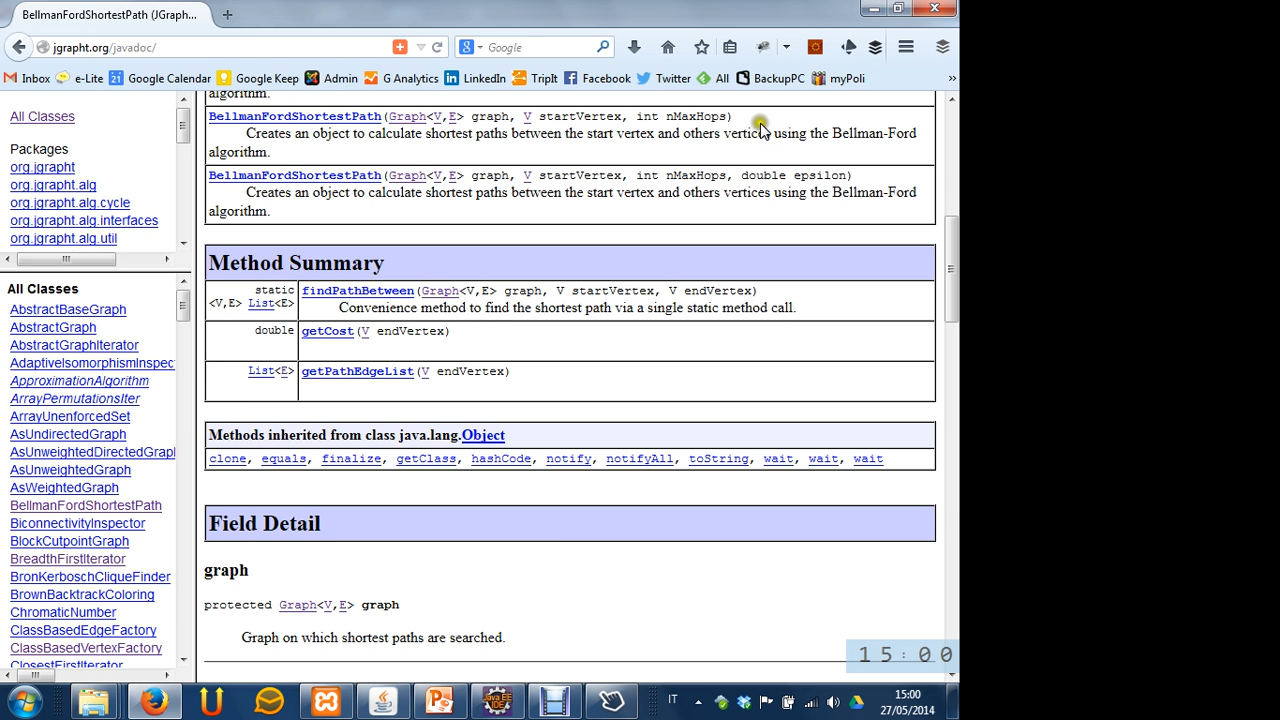 BellmanFordShortestPath (JGraph...
jgrapht.org/javadoc/
Google
Inbox e-Lite Google Calendar Google Keep Admin G Analytics LinkedIn TripIt Facebook Twitter All BackupPC myPoli »
All Classes
Packages
org.jgrapht
org.jgrapht.alg
org.jgrapht.alg.cycle
org.jgrapht.alg.interfaces
org.jgrapht.alg.util
All Classes
AbstractBaseGraph
AbstractGraph
AbstractGraphIterator
AdaptiveIsomorphismInspec
ApproximationAlgorithm
ArrayPermutationsIter
ArrayUnenforcedSet
AsUndirectedGraph
AsUnweightedDirectedGrap
AsUnweightedGraph
AsWeightedGraph
BellmanFordShortestPath
BiconnectivityInspector
BlockCutpointGraph
BreadthFirstIterator
BronKerboschCliqueFinder
BrownBacktrackColoring
ChromaticNumber
ClassBasedEdgeFactory
ClassBasedVertexFactory
ClosestFirstIterator
algorithm.
BellmanFordShortestPath(Graph<V,E> graph, V startVertex, int nMaxHops)
Creates an object to calculate shortest paths between the start vertex and others vertices using the Bellman-Ford
algorithm.
BellmanFordShortestPath(Graph<V,E> graph, V startVertex, int nMaxHops, double epsilon)
Creates an object to calculate shortest paths between the start vertex and others vertices using the Bellman-Ford
algorithm.
Method Summary
static
<V,E> List<E>
findPathBetween(Graph<V,E> graph, V startVertex, V endVertex)
Convenience method to find the shortest path via a single static method call.
double getCost(V endVertex)
List<E> getPathEdgeList(V endVertex)
Methods inherited from class java.lang.Object
clone, equals, finalize, getClass, hashCode, notify, notifyAll, toString, wait, wait, wait
Field Detail
graph
protected Graph<V,E> graph
Graph on which shortest paths are searched.
15:00
Java EE
IDE
IT
15:00
27/05/2014